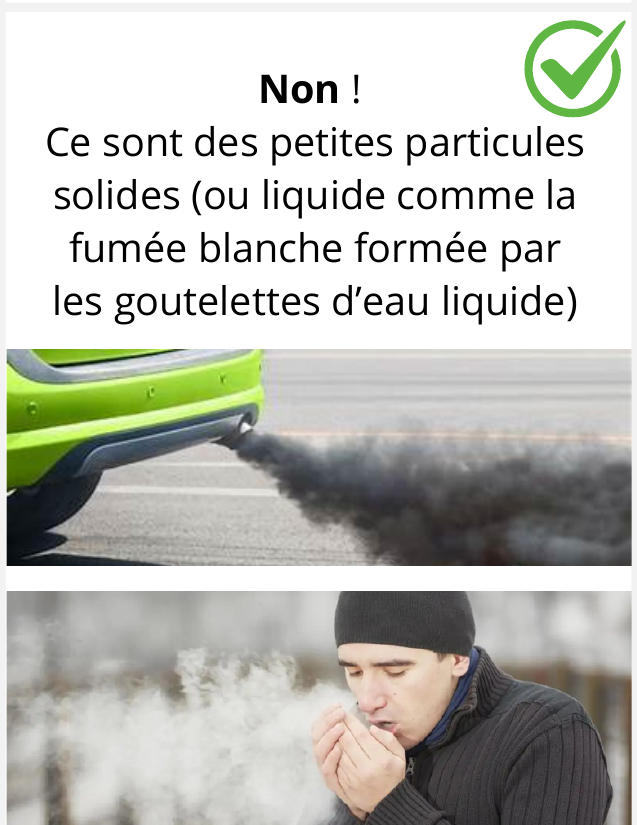 Non !
Ce sont des petites particules
solides (ou liquide comme la
fumée blanche formée par
les goutelettes d’eau liquide)